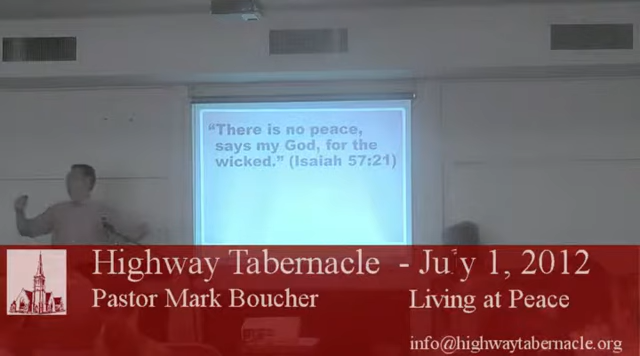 “There is no peace,
says my God, for the
wicked.” (Isaiah 57:21)
Highway Tabernacle - July 1, 2012
Pastor Mark Boucher Living at Peace
info@highwaytabernacle.org